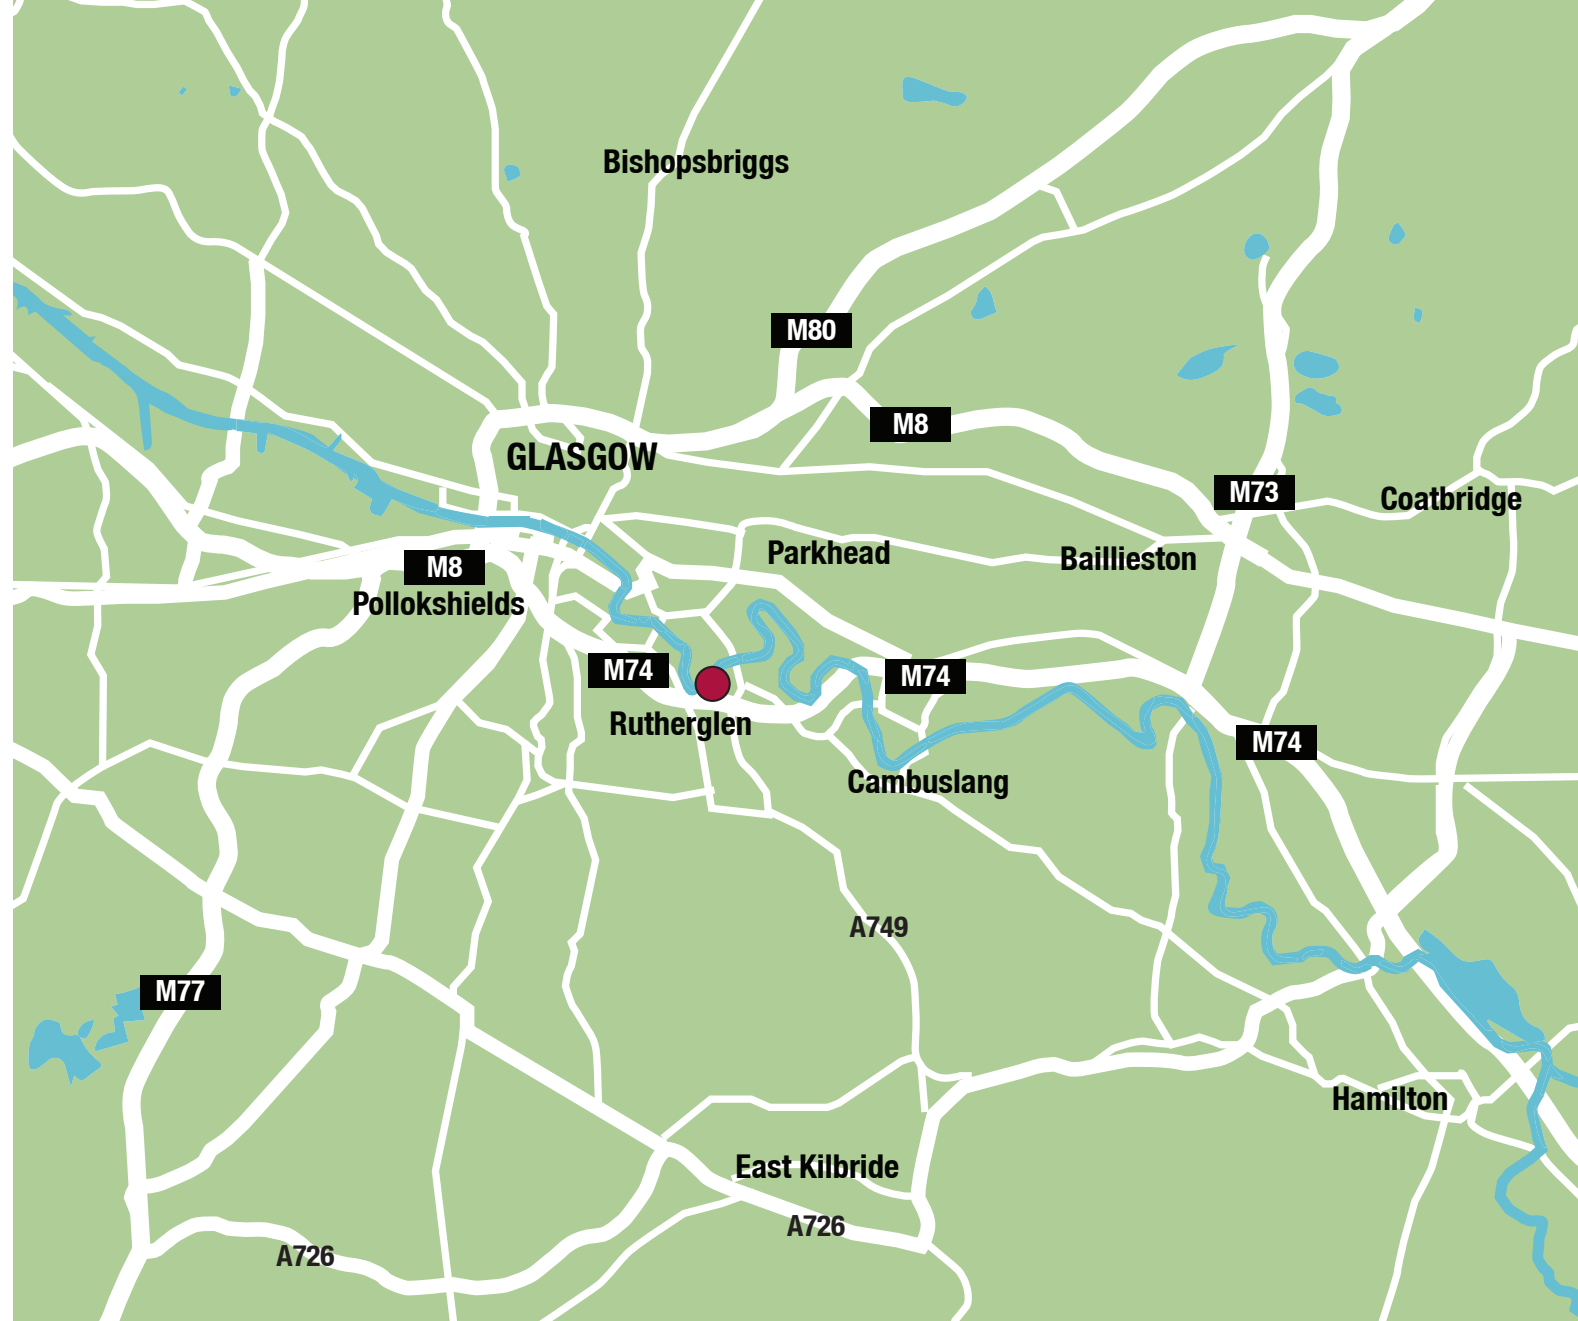 Bishopsbriggs
M80
M8
GLASGOW
M73
Coatbridge
Parkhead
Baillieston
M8
Pollokshields
M74
M74
Rutherglen
M74
Cambuslang
A749
M77
Hamilton
East Kilbride
A726
A726